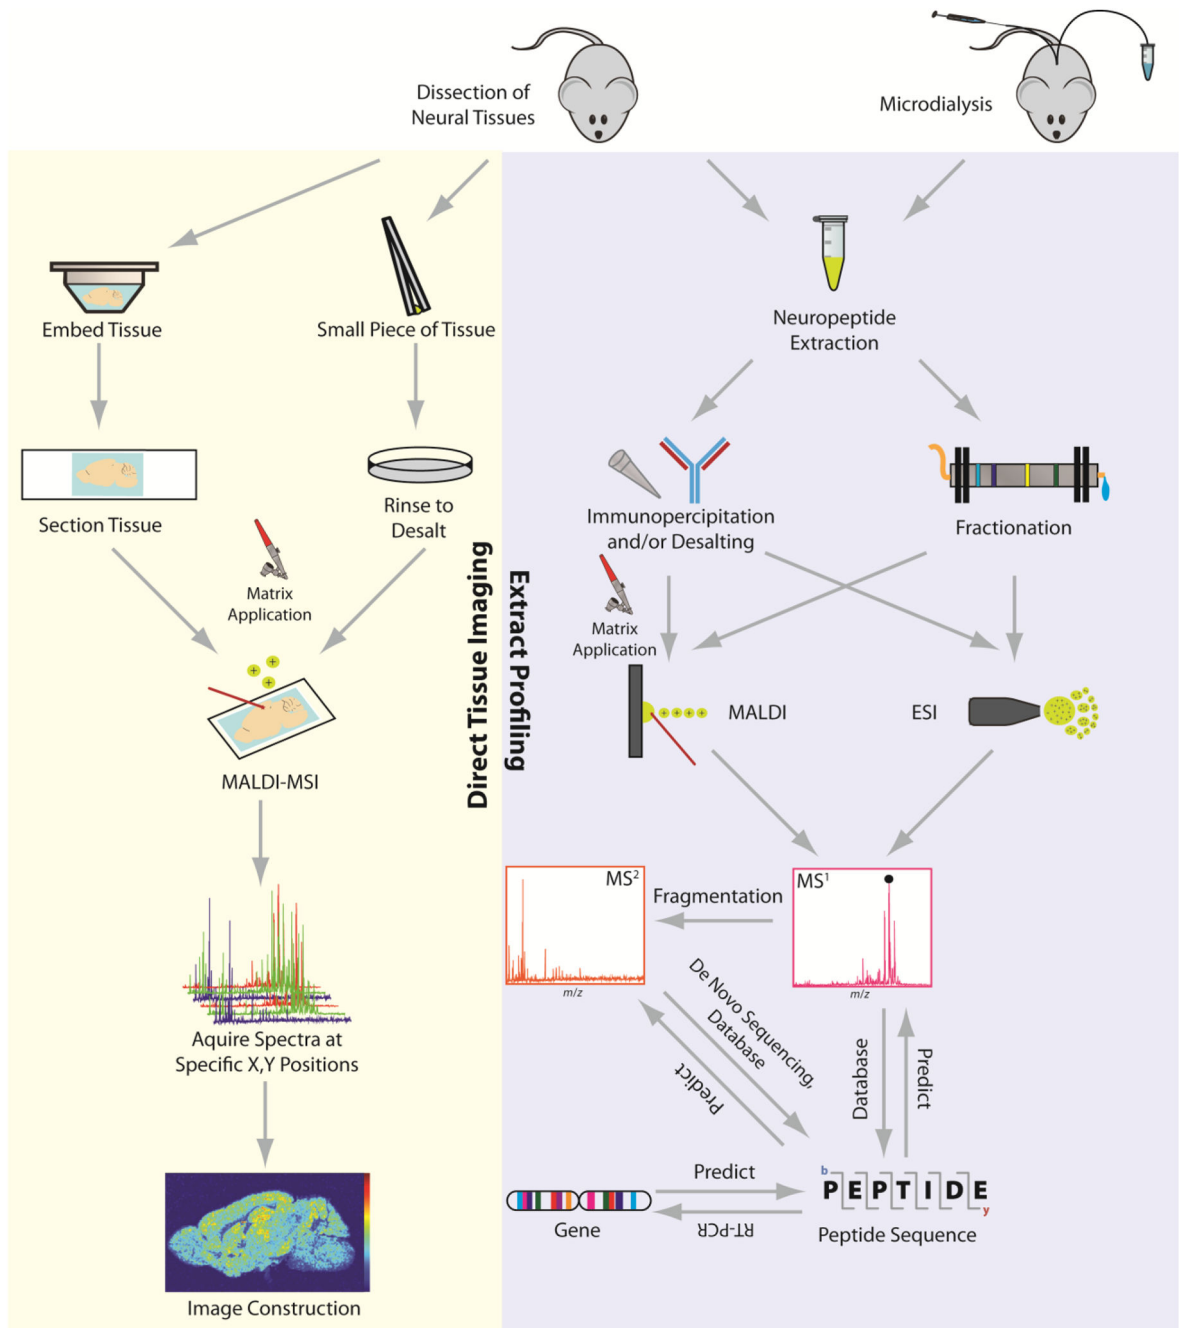 Dissection of
Neural Tissues
Microdialysis
Embed Tissue
Small Piece of Tissue
Neuropeptide
Extraction
Section Tissue
Rinse to
Desalt
Immunopercipitation
and/or Desalting
Fractionation
Matrix
Application
Matrix
Application
Direct Tissue Imaging
Extract Profiling
MALDI
ESI
MALDI-MSI
MS²
Fragmentation
MS¹
m/z
m/z
De Novo Sequencing,
Database
Predict
Database
Predict
Aquire Spectra at
Specific X,Y Positions
Predict
RT-PCR
Gene
b
PEPTIDE
y
Peptide Sequence
Image Construction